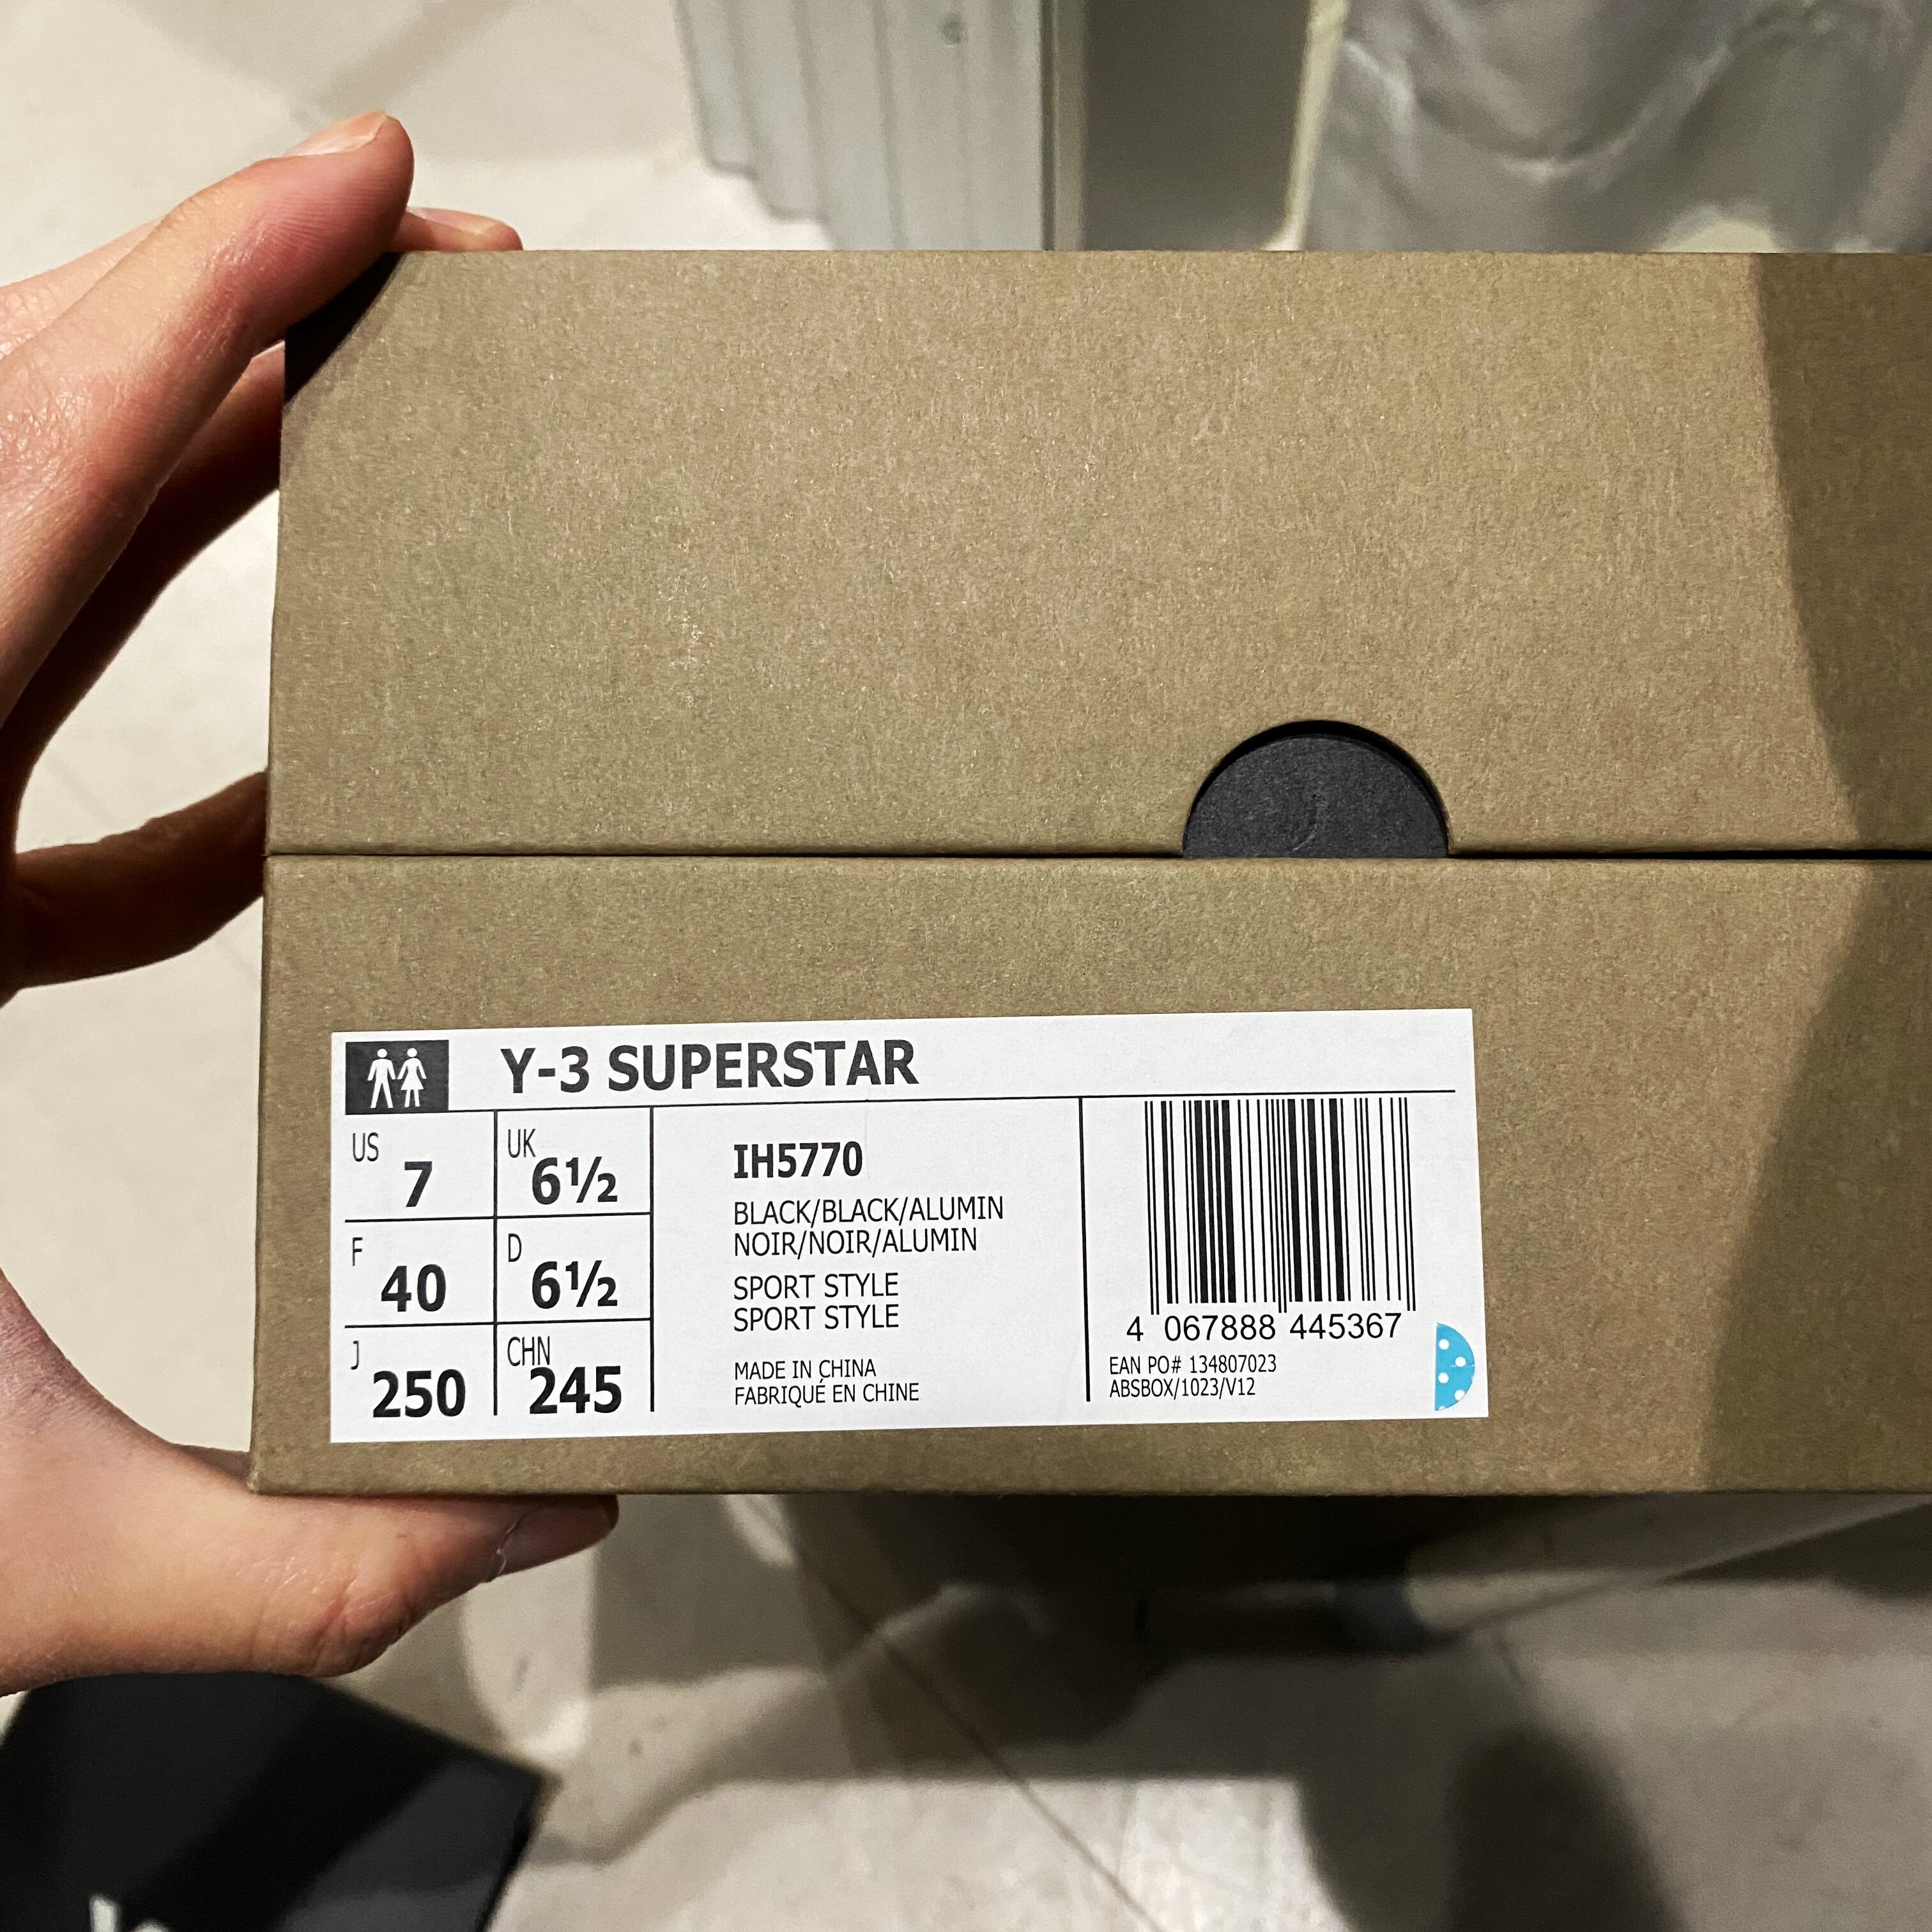 Y-3 SUPERSTAR
US 7
UK 6½
F 40
D 6½
J 250
CHN 245
IH5770
BLACK/BLACK/ALUMIN
NOIR/NOIR/ALUMIN
SPORT STYLE
SPORT STYLE
MADE IN CHINA
FABRIQUÉ EN CHINE
4 067888 445367
EAN PO# 134807023
ABSBOX/1023/V12